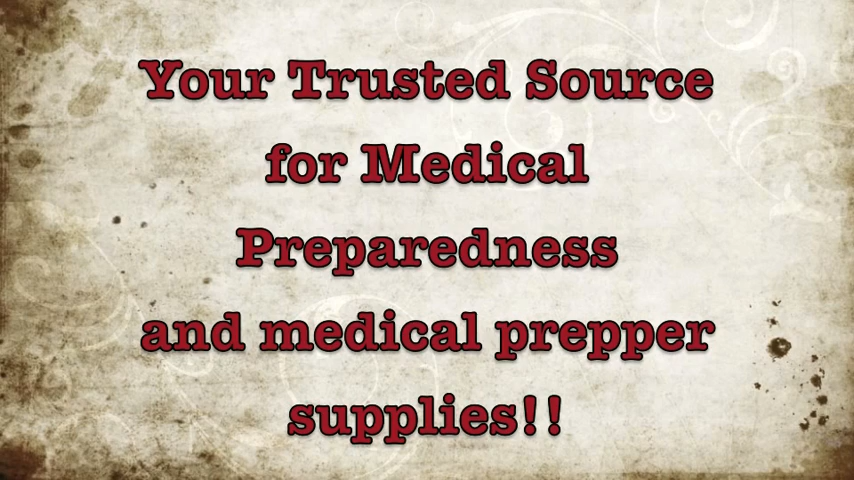 Your Trusted Source
for Medical
Preparedness
and medical prepper
supplies!!